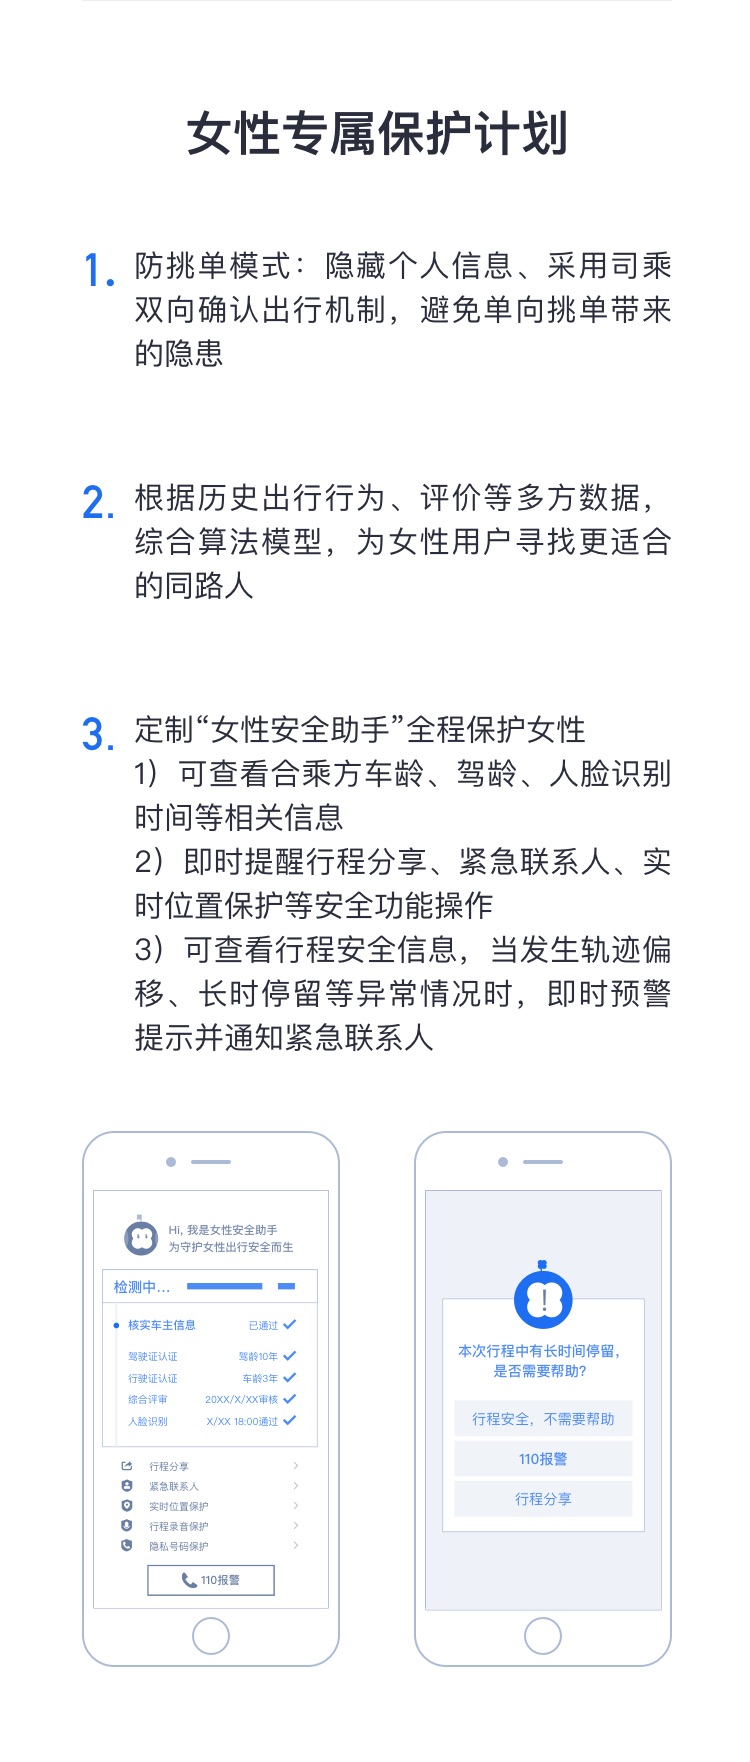 女性专属保护计划
1. 防挑单模式：隐藏个人信息、采用司乘
双向确认出行机制，避免单向挑单带来
的隐患
2. 根据历史出行行为、评价等多方数据，
综合算法模型，为女性用户寻找更适合
的同路人
3. 定制“女性安全助手”全程保护女性
1）可查看合乘方车龄、驾龄、人脸识别
时间等相关信息
2）即时提醒行程分享、紧急联系人、实
时位置保护等安全功能操作
3）可查看行程安全信息，当发生轨迹偏
移、长时停留等异常情况时，即时预警
提示并通知紧急联系人
Hi, 我是女性安全助手
为守护女性出行安全而生
检测中...
核实车主信息 已通过
驾驶证认证 驾龄10年
行驶证认证 车龄3年
综合评审 20XX/X/XX审核
人脸识别 X/XX 18:00通过
行程分享
紧急联系人
实时位置保护
行程录音保护
隐私号码保护
110报警
!
本次行程中有长时间停留，
是否需要帮助?
行程安全，不需要帮助
110报警
行程分享